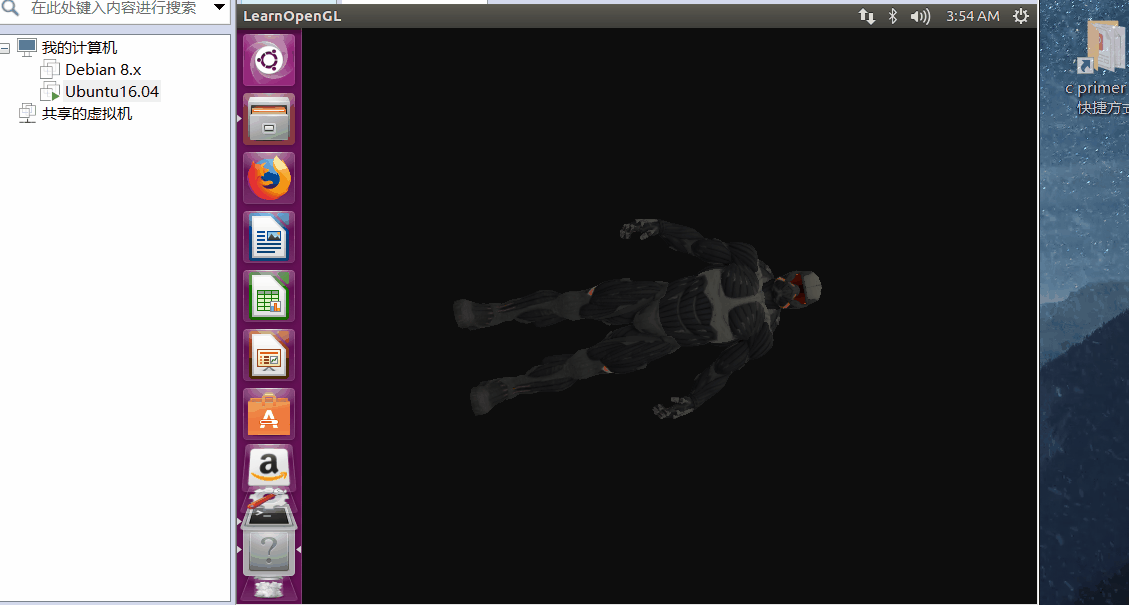 在此处键入内容进行搜索
我的计算机
Debian 8.x
Ubuntu16.04
共享的虚拟机
LearnOpenGL
3:54 AM
c primer
快捷方式